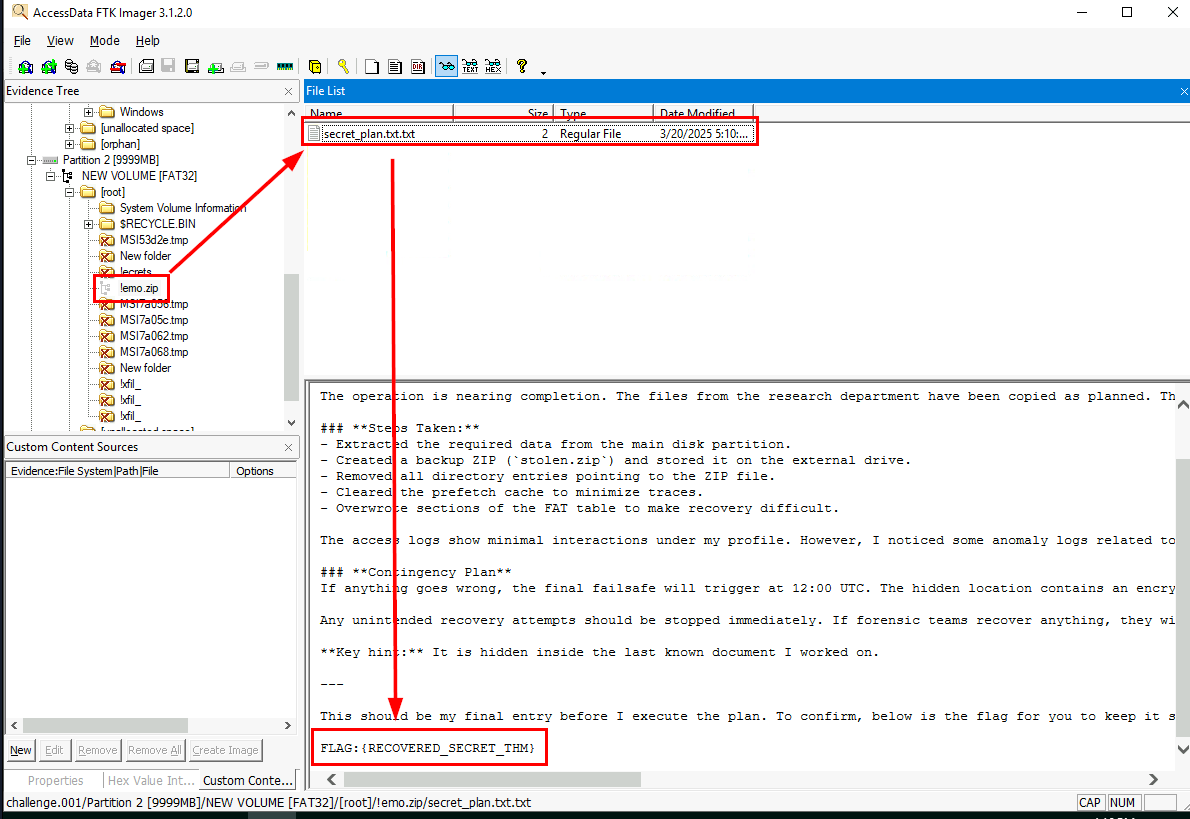 AccessData FTK Imager 3.1.2.0
File View Mode Help
Evidence Tree
File List
Windows
[unallocated space]
[orphan]
Partition 2 [9999MB]
NEW VOLUME [FAT32]
[root]
System Volume Information
$RECYCLE.BIN
MSI53d2e.tmp
New folder
!ecrets
!emo.zip
MSI7a056.tmp
MSI7a05c.tmp
MSI7a062.tmp
MSI7a068.tmp
New folder
!xfil_
!xfil_
!xfil_
[unallocated space]
Name Size Type Date Modified
secret_plan.txt.txt 2 Regular File 3/20/2025 5:10:...
Custom Content Sources
Evidence:File System|Path|File Options
New Edit Remove Remove All Create Image
Properties Hex Value Int... Custom Conte...
The operation is nearing completion. The files from the research department have been copied as planned. Th
### **Steps Taken:**
- Extracted the required data from the main disk partition.
- Created a backup ZIP (`stolen.zip`) and stored it on the external drive.
- Removed all directory entries pointing to the ZIP file.
- Cleared the prefetch cache to minimize traces.
- Overwrote sections of the FAT table to make recovery difficult.
The access logs show minimal interactions under my profile. However, I noticed some anomaly logs related to
### **Contingency Plan**
If anything goes wrong, the final failsafe will trigger at 12:00 UTC. The hidden location contains an encry
Any unintended recovery attempts should be stopped immediately. If forensic teams recover anything, they wi
**Key hint:** It is hidden inside the last known document I worked on.
---
This should be my final entry before I execute the plan. To confirm, below is the flag for you to keep it s
FLAG:{RECOVERED_SECRET_THM}
challenge.001/Partition 2 [9999MB]/NEW VOLUME [FAT32]/[root]/!emo.zip/secret_plan.txt.txt
CAP NUM